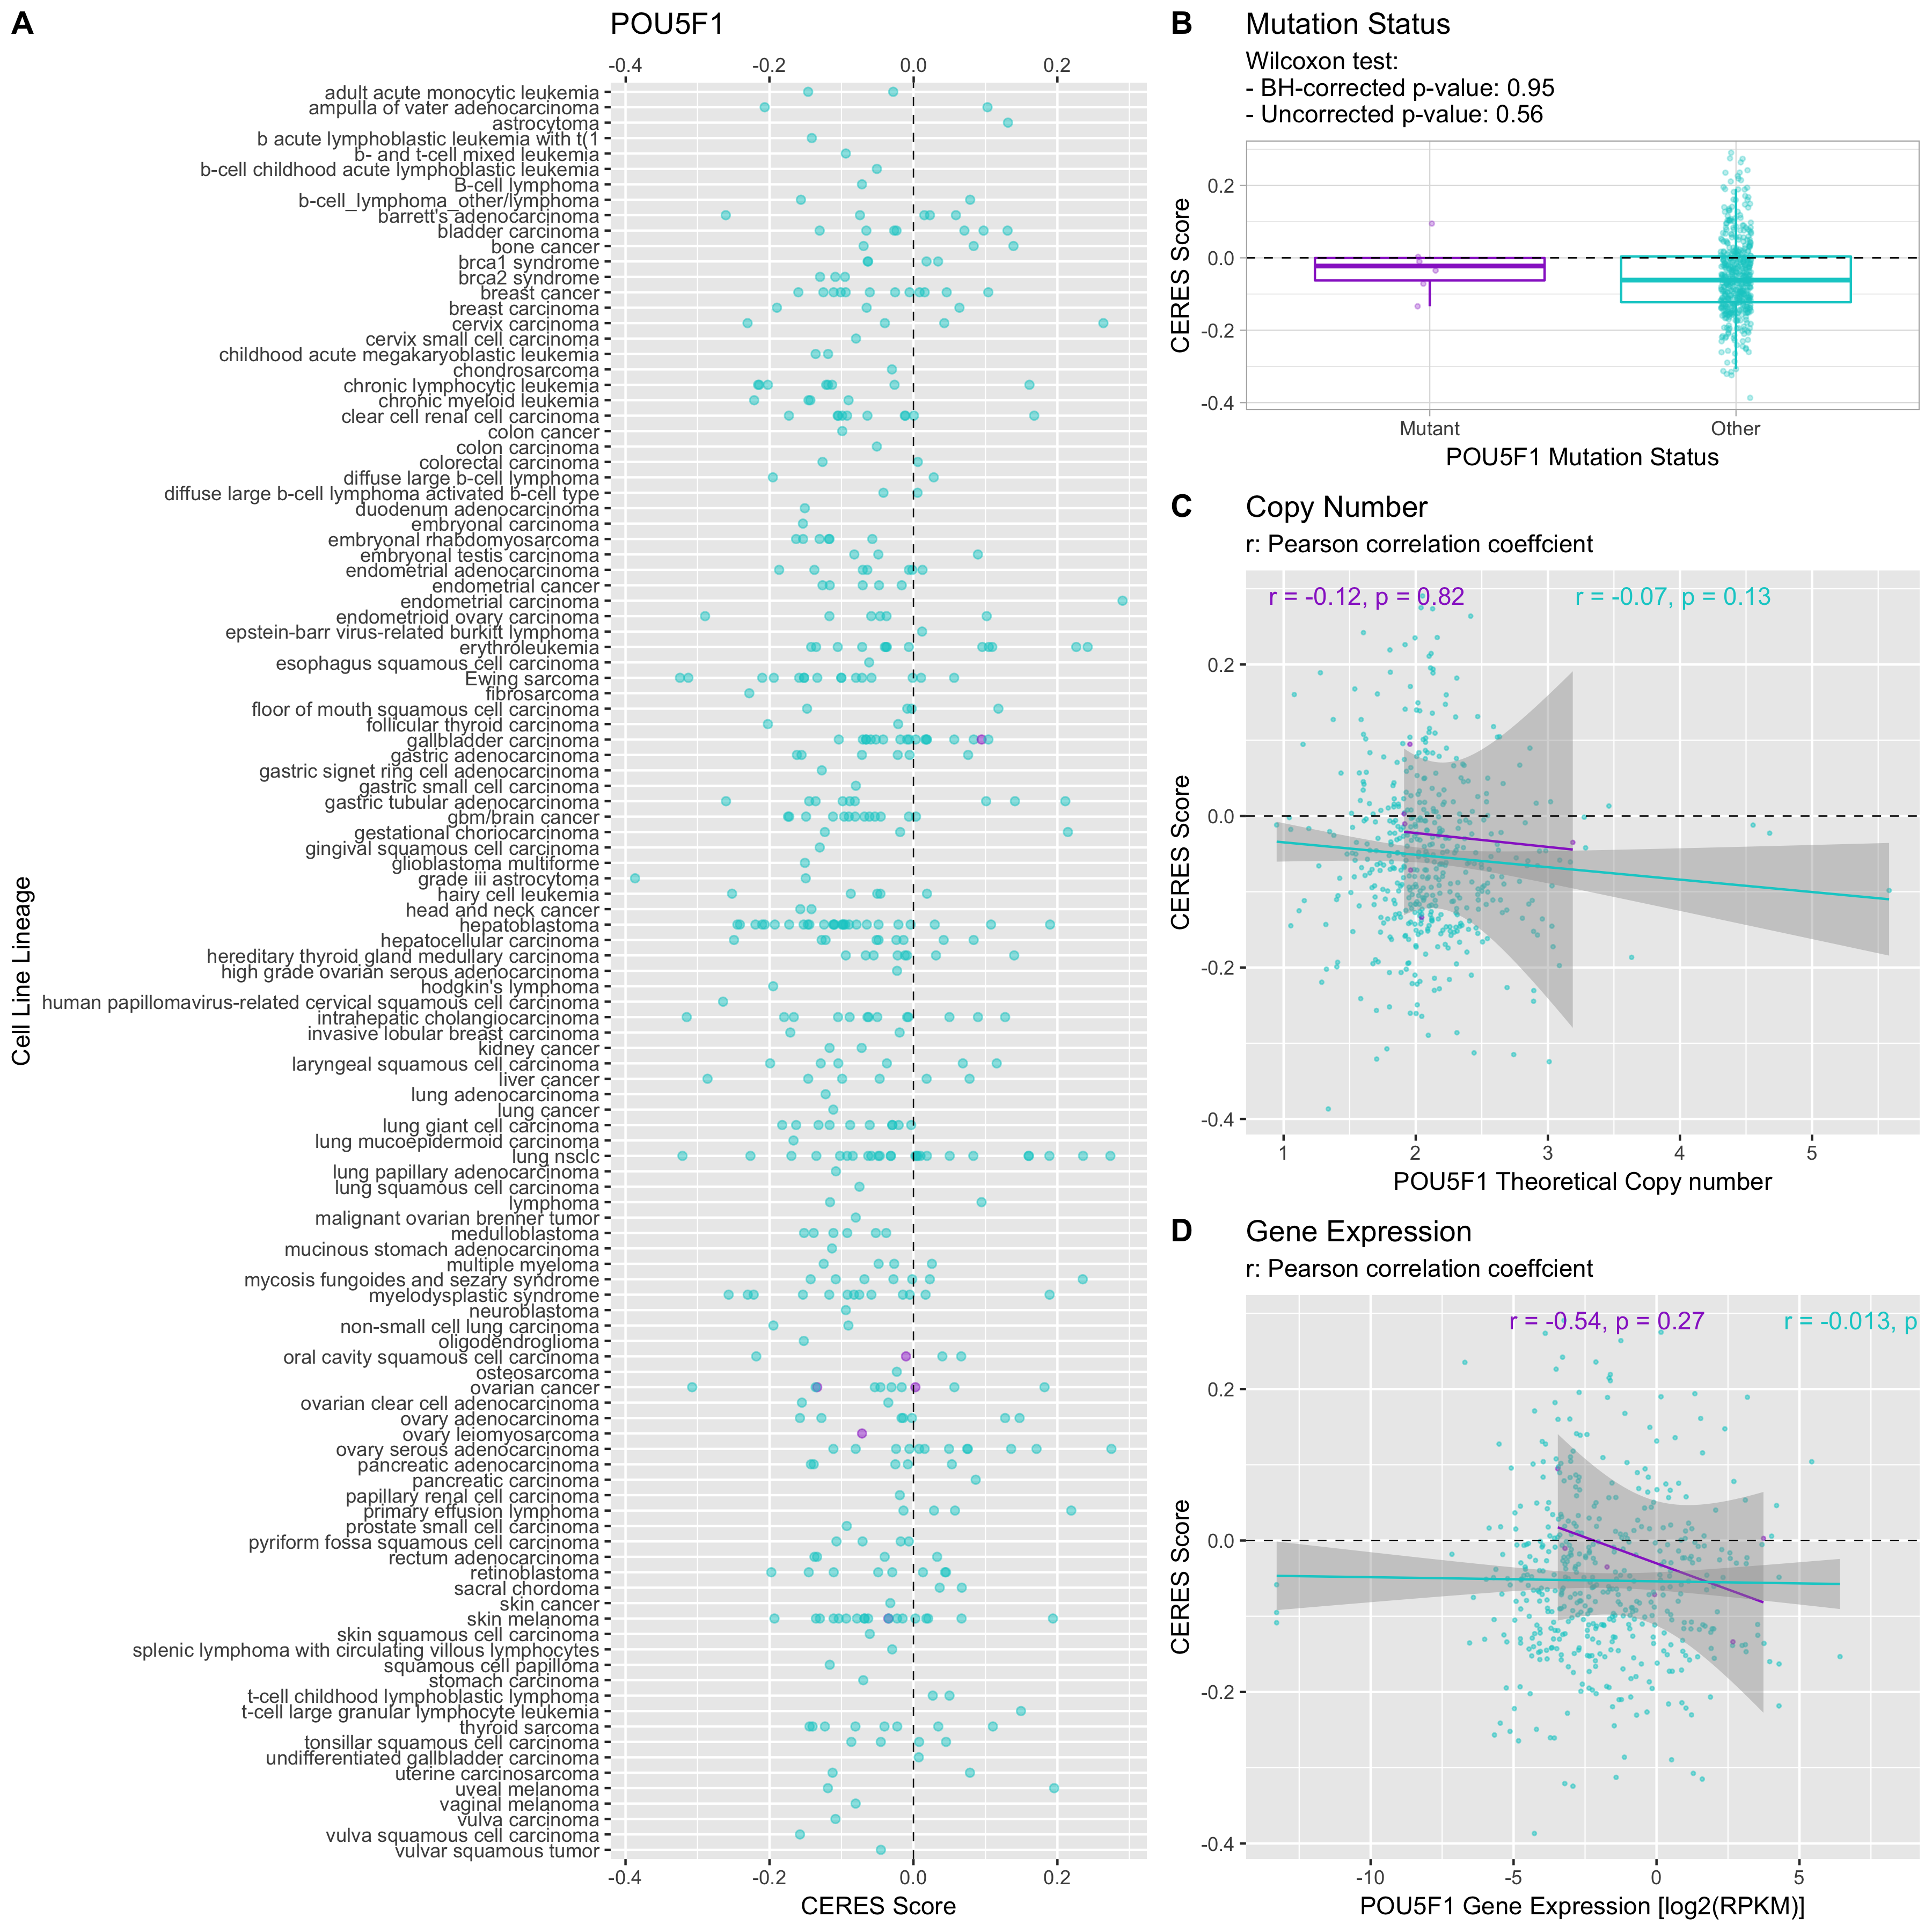 A
POU5F1
-0.4 -0.2 0.0 0.2
Cell Line Lineage
adult acute monocytic leukemia
ampulla of vater adenocarcinoma
astrocytoma
b acute lymphoblastic leukemia with t(1
b- and t-cell mixed leukemia
b-cell childhood acute lymphoblastic leukemia
B-cell lymphoma
b-cell_lymphoma_other/lymphoma
barrett's adenocarcinoma
bladder carcinoma
bone cancer
brca1 syndrome
brca2 syndrome
breast cancer
breast carcinoma
cervix carcinoma
cervix small cell carcinoma
childhood acute megakaryoblastic leukemia
chondrosarcoma
chronic lymphocytic leukemia
chronic myeloid leukemia
clear cell renal cell carcinoma
colon cancer
colon carcinoma
colorectal carcinoma
diffuse large b-cell lymphoma
diffuse large b-cell lymphoma activated b-cell type
duodenum adenocarcinoma
embryonal carcinoma
embryonal rhabdomyosarcoma
embryonal testis carcinoma
endometrial adenocarcinoma
endometrial cancer
endometrial carcinoma
endometrioid ovary carcinoma
epstein-barr virus-related burkitt lymphoma
erythroleukemia
esophagus squamous cell carcinoma
Ewing sarcoma
fibrosarcoma
floor of mouth squamous cell carcinoma
follicular thyroid carcinoma
gallbladder carcinoma
gastric adenocarcinoma
gastric signet ring cell adenocarcinoma
gastric small cell carcinoma
gastric tubular adenocarcinoma
gbm/brain cancer
gestational choriocarcinoma
gingival squamous cell carcinoma
glioblastoma multiforme
grade iii astrocytoma
hairy cell leukemia
head and neck cancer
hepatoblastoma
hepatocellular carcinoma
hereditary thyroid gland medullary carcinoma
high grade ovarian serous adenocarcinoma
hodgkin's lymphoma
human papillomavirus-related cervical squamous cell carcinoma
intrahepatic cholangiocarcinoma
invasive lobular breast carcinoma
kidney cancer
laryngeal squamous cell carcinoma
liver cancer
lung adenocarcinoma
lung cancer
lung giant cell carcinoma
lung mucoepidermoid carcinoma
lung nsclc
lung papillary adenocarcinoma
lung squamous cell carcinoma
lymphoma
malignant ovarian brenner tumor
medulloblastoma
mucinous stomach adenocarcinoma
multiple myeloma
mycosis fungoides and sezary syndrome
myelodysplastic syndrome
neuroblastoma
non-small cell lung carcinoma
oligodendroglioma
oral cavity squamous cell carcinoma
osteosarcoma
ovarian cancer
ovarian clear cell adenocarcinoma
ovary adenocarcinoma
ovary leiomyosarcoma
ovary serous adenocarcinoma
pancreatic adenocarcinoma
pancreatic carcinoma
papillary renal cell carcinoma
primary effusion lymphoma
prostate small cell carcinoma
pyriform fossa squamous cell carcinoma
rectum adenocarcinoma
retinoblastoma
sacral chordoma
skin cancer
skin melanoma
skin squamous cell carcinoma
splenic lymphoma with circulating villous lymphocytes
squamous cell papilloma
stomach carcinoma
t-cell childhood lymphoblastic lymphoma
t-cell large granular lymphocyte leukemia
thyroid sarcoma
tonsillar squamous cell carcinoma
undifferentiated gallbladder carcinoma
uterine carcinosarcoma
uveal melanoma
vaginal melanoma
vulva carcinoma
vulva squamous cell carcinoma
vulvar squamous tumor
-0.4 -0.2 0.0 0.2
CERES Score
B
Mutation Status
Wilcoxon test:
- BH-corrected p-value: 0.95
- Uncorrected p-value: 0.56
CERES Score
0.2
0.0
-0.2
-0.4
Mutant Other
POU5F1 Mutation Status
C
Copy Number
r: Pearson correlation coeffcient
r = -0.12, p = 0.82 r = -0.07, p = 0.13
CERES Score
0.2
0.0
-0.2
-0.4
1 2 3 4 5
POU5F1 Theoretical Copy number
D
Gene Expression
r: Pearson correlation coeffcient
r = -0.54, p = 0.27 r = -0.013, p
CERES Score
0.2
0.0
-0.2
-0.4
-10 -5 0 5
POU5F1 Gene Expression [log2(RPKM)]